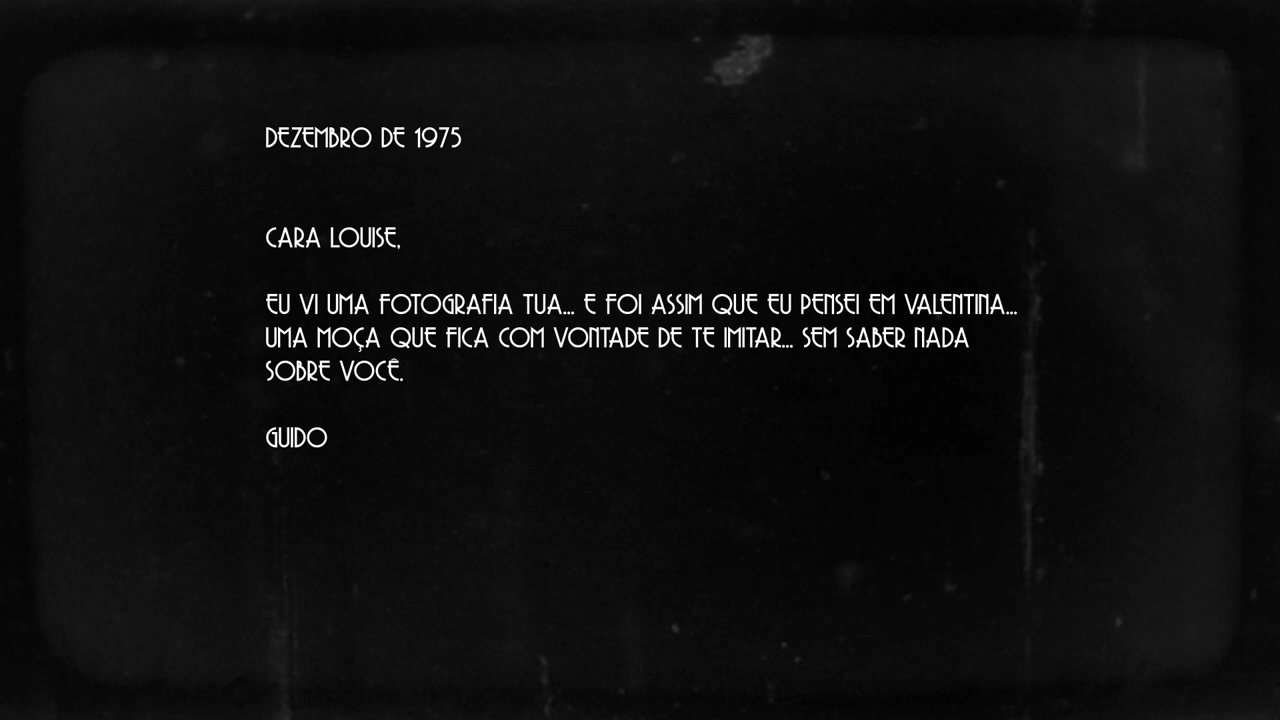 DEZEMBRO DE 1975
CARA LOUISE,
EU VI UMA FOTOGRAFIA TUA... E FOI ASSIM QUE EU PENSEI EM VALENTINA...
UMA MOÇA QUE FICA COM VONTADE DE TE IMITAR... SEM SABER NADA
SOBRE VOCÊ.
GUIDO